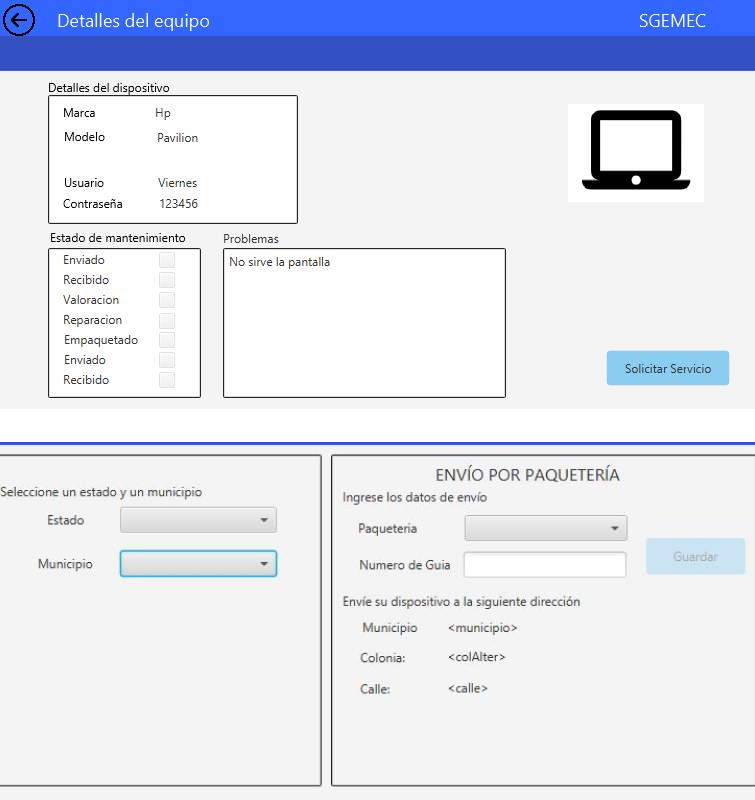 Detalles del equipo
SGEMEC
Detalles del dispositivo
Marca Hp
Modelo Pavilion
Usuario Viernes
Contraseña 123456
Estado de mantenimiento
Enviado
Recibido
Valoracion
Reparacion
Empaquetado
Enviado
Recibido
Problemas
No sirve la pantalla
Solicitar Servicio
Seleccione un estado y un municipio
Estado
Municipio
ENVÍO POR PAQUETERÍA
Ingrese los datos de envío
Paqueteria
Numero de Guia
Guardar
Envíe su dispositivo a la siguiente dirección
Municipio <municipio>
Colonia: <colAlter>
Calle: <calle>